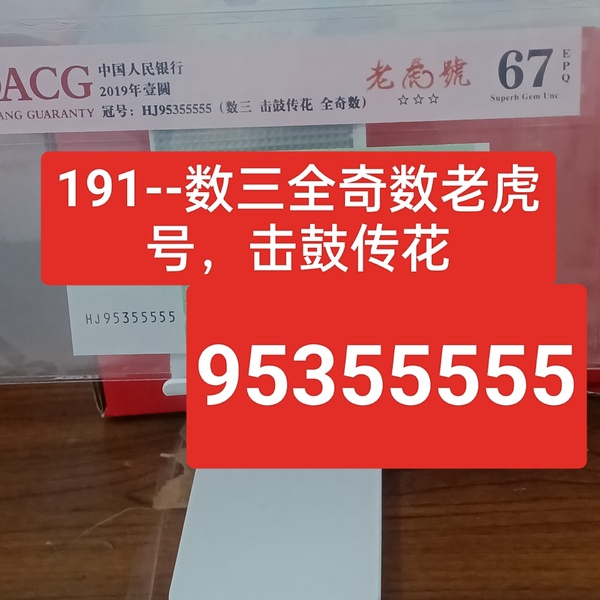 ACG
中国人民银行
2019年壹圆
ANG GUARANTY 冠号：HJ95355555（数三 击鼓传花 全奇数）
老虎號
☆☆☆
67
EPQ
Superb Gem Unc
191--数三全奇数老虎
号，击鼓传花
HJ95355555
95355555